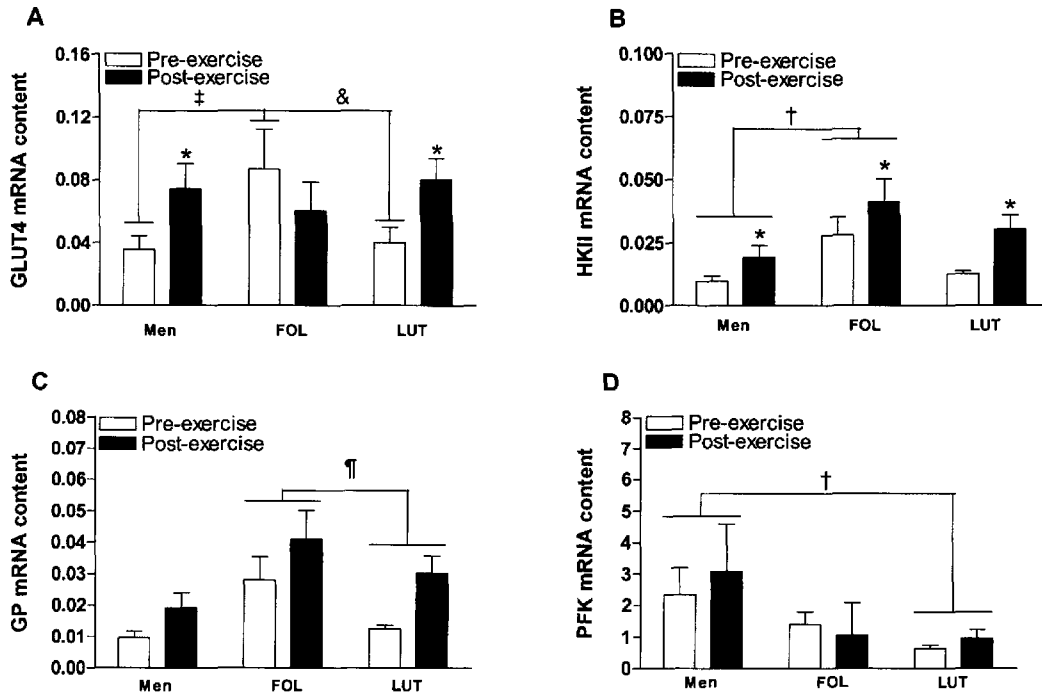 A
GLUT4 mRNA content
0.16
0.12
0.08
0.04
0.00
Pre-exercise
Post-exercise
‡
&
*
*
Men
FOL
LUT
B
HKII mRNA content
0.100
0.075
0.050
0.025
0.000
Pre-exercise
Post-exercise
†
*
*
*
Men
FOL
LUT
C
GP mRNA content
0.08
0.07
0.06
0.05
0.04
0.03
0.02
0.01
0.00
Pre-exercise
Post-exercise
¶
Men
FOL
LUT
D
PFK mRNA content
8
7
6
5
4
3
2
1
0
Pre-exercise
Post-exercise
†
Men
FOL
LUT